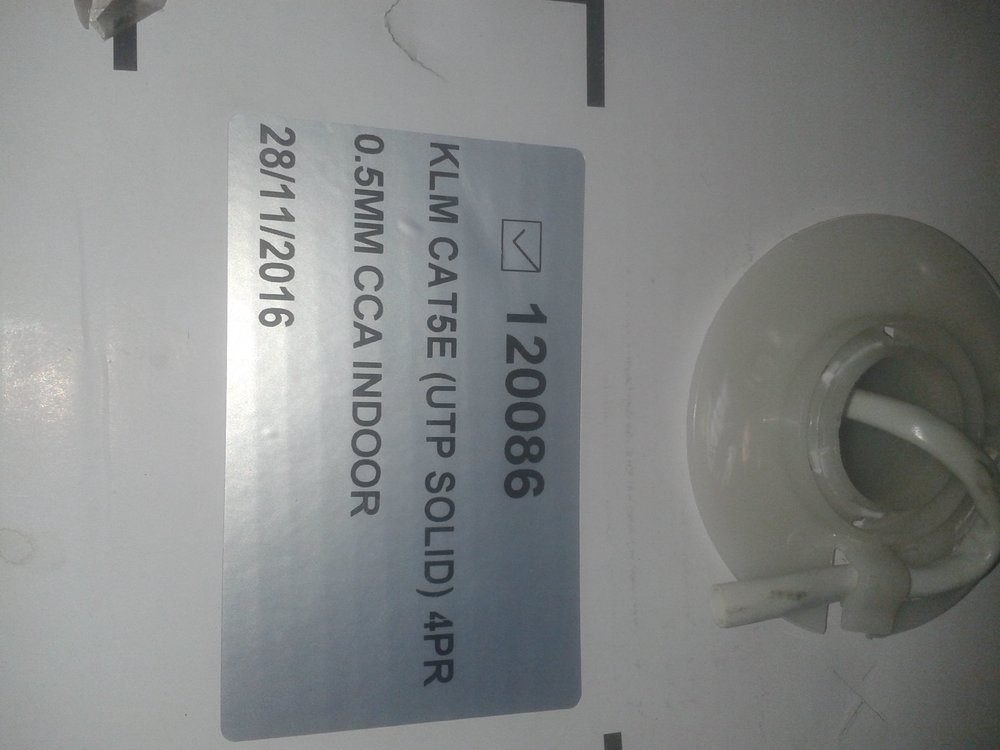 120086
KLM CAT5E (UTP SOLID) 4PR
0.5MM CCA INDOOR
28/11/2016